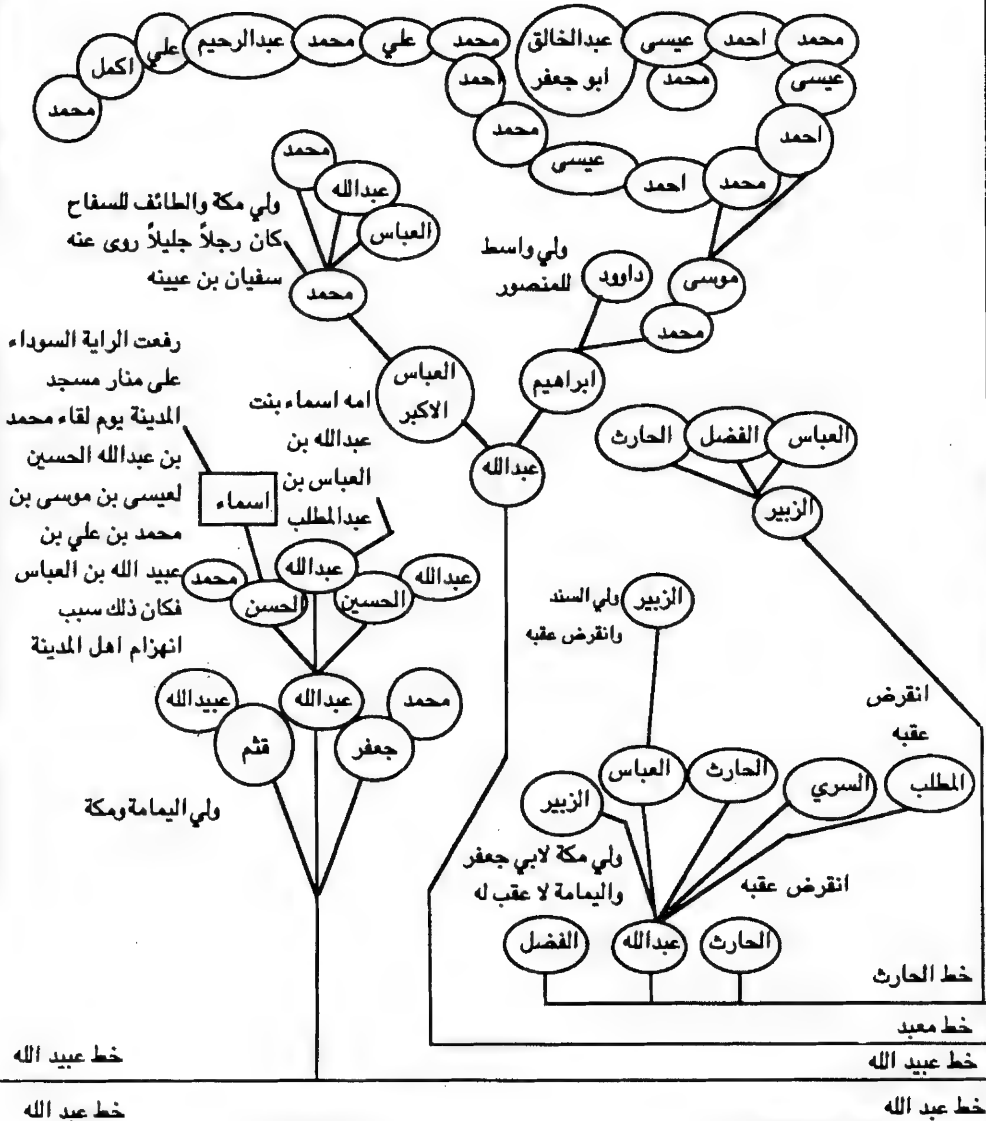 محمد
احمد
عيسى
عبدالخالق
ابو جعفر
محمد
علي
محمد
عبدالرحيم
علي
اكمل
محمد
عيسى
محمد
احمد
احمد
محمد
عيسى
احمد
محمد
محمد
عبدالله
العباس
ولي مكة والطائف للسفاح
كان رجلاً جليلاً روى عنه
سفيان بن عيينه
محمد
ولي واسط
للمنصور
داوود
موسى
محمد
ابراهيم
العباس
الاكبر
عبدالله
العباس
الفضل
الحارث
الزبير
رفعت الراية السوداء
على منار مسجد
المدينة يوم لقاء محمد
بن عبدالله الحسين
لعيسى بن موسى بن
محمد بن علي بن
عبيد الله بن العباس
فكان ذلك سبب
انهزام اهل المدينة
امه اسماء بنت
عبدالله بن
العباس بن
عبدالمطلب
اسماء
عبدالله
عبدالله
الحسين
الحسن
محمد
الزبير
ولي السند
وانقرض عقبه
محمد
عبدالله
عبيدالله
جعفر
قثم
ولي اليمامة ومكة
انقرض
عقبه
المطلب
السري
الحارث
العباس
الزبير
ولي مكة لابي جعفر
واليمامة لا عقب له
انقرض عقبه
الحارث
عبدالله
الفضل
خط الحارث
خط معبد
خط عبيد الله
خط عبيد الله
خط عبد الله
خط عبد الله